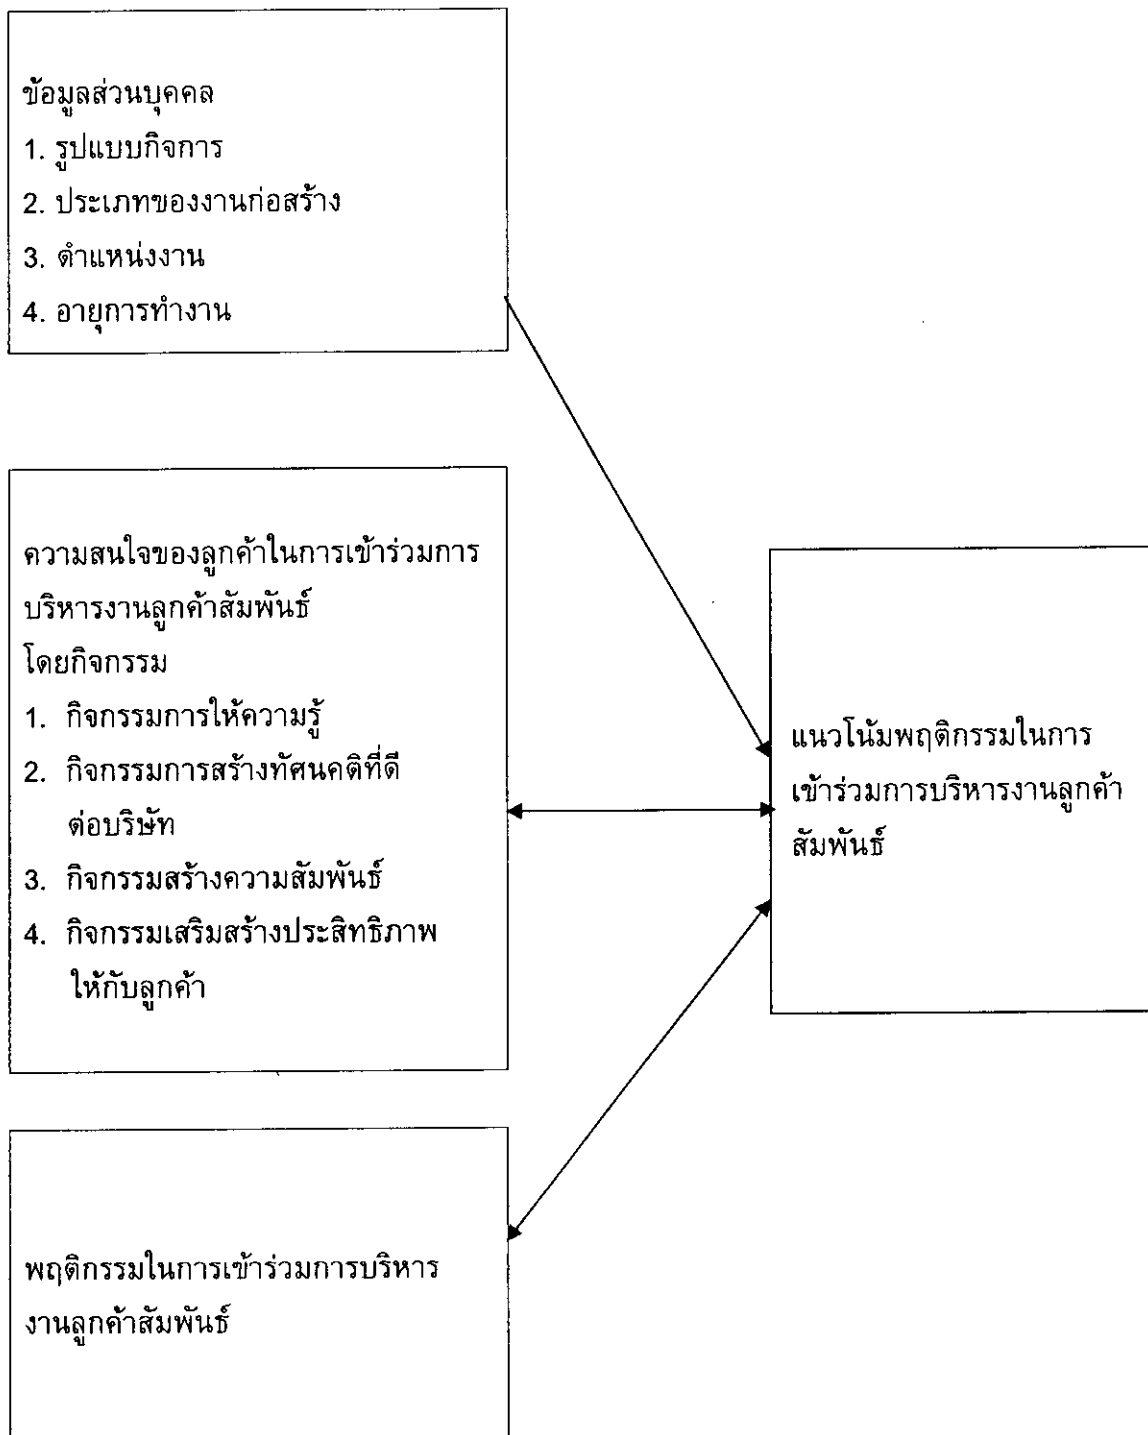 ข้อมูลส่วนบุคคล
1. รูปแบบกิจการ
2. ประเภทของงานก่อสร้าง
3. ตำแหน่งงาน
4. อายุการทำงาน
ความสนใจของลูกค้าในการเข้าร่วมการ
บริหารงานลูกค้าสัมพันธ์
โดยกิจกรรม
1. กิจกรรมการให้ความรู้
2. กิจกรรมการสร้างทัศนคติที่ดี
ต่อบริษัท
3. กิจกรรมสร้างความสัมพันธ์
4. กิจกรรมเสริมสร้างประสิทธิภาพ
ให้กับลูกค้า
แนวโน้มพฤติกรรมในการ
เข้าร่วมการบริหารงานลูกค้า
สัมพันธ์
พฤติกรรมในการเข้าร่วมการบริหาร
งานลูกค้าสัมพันธ์